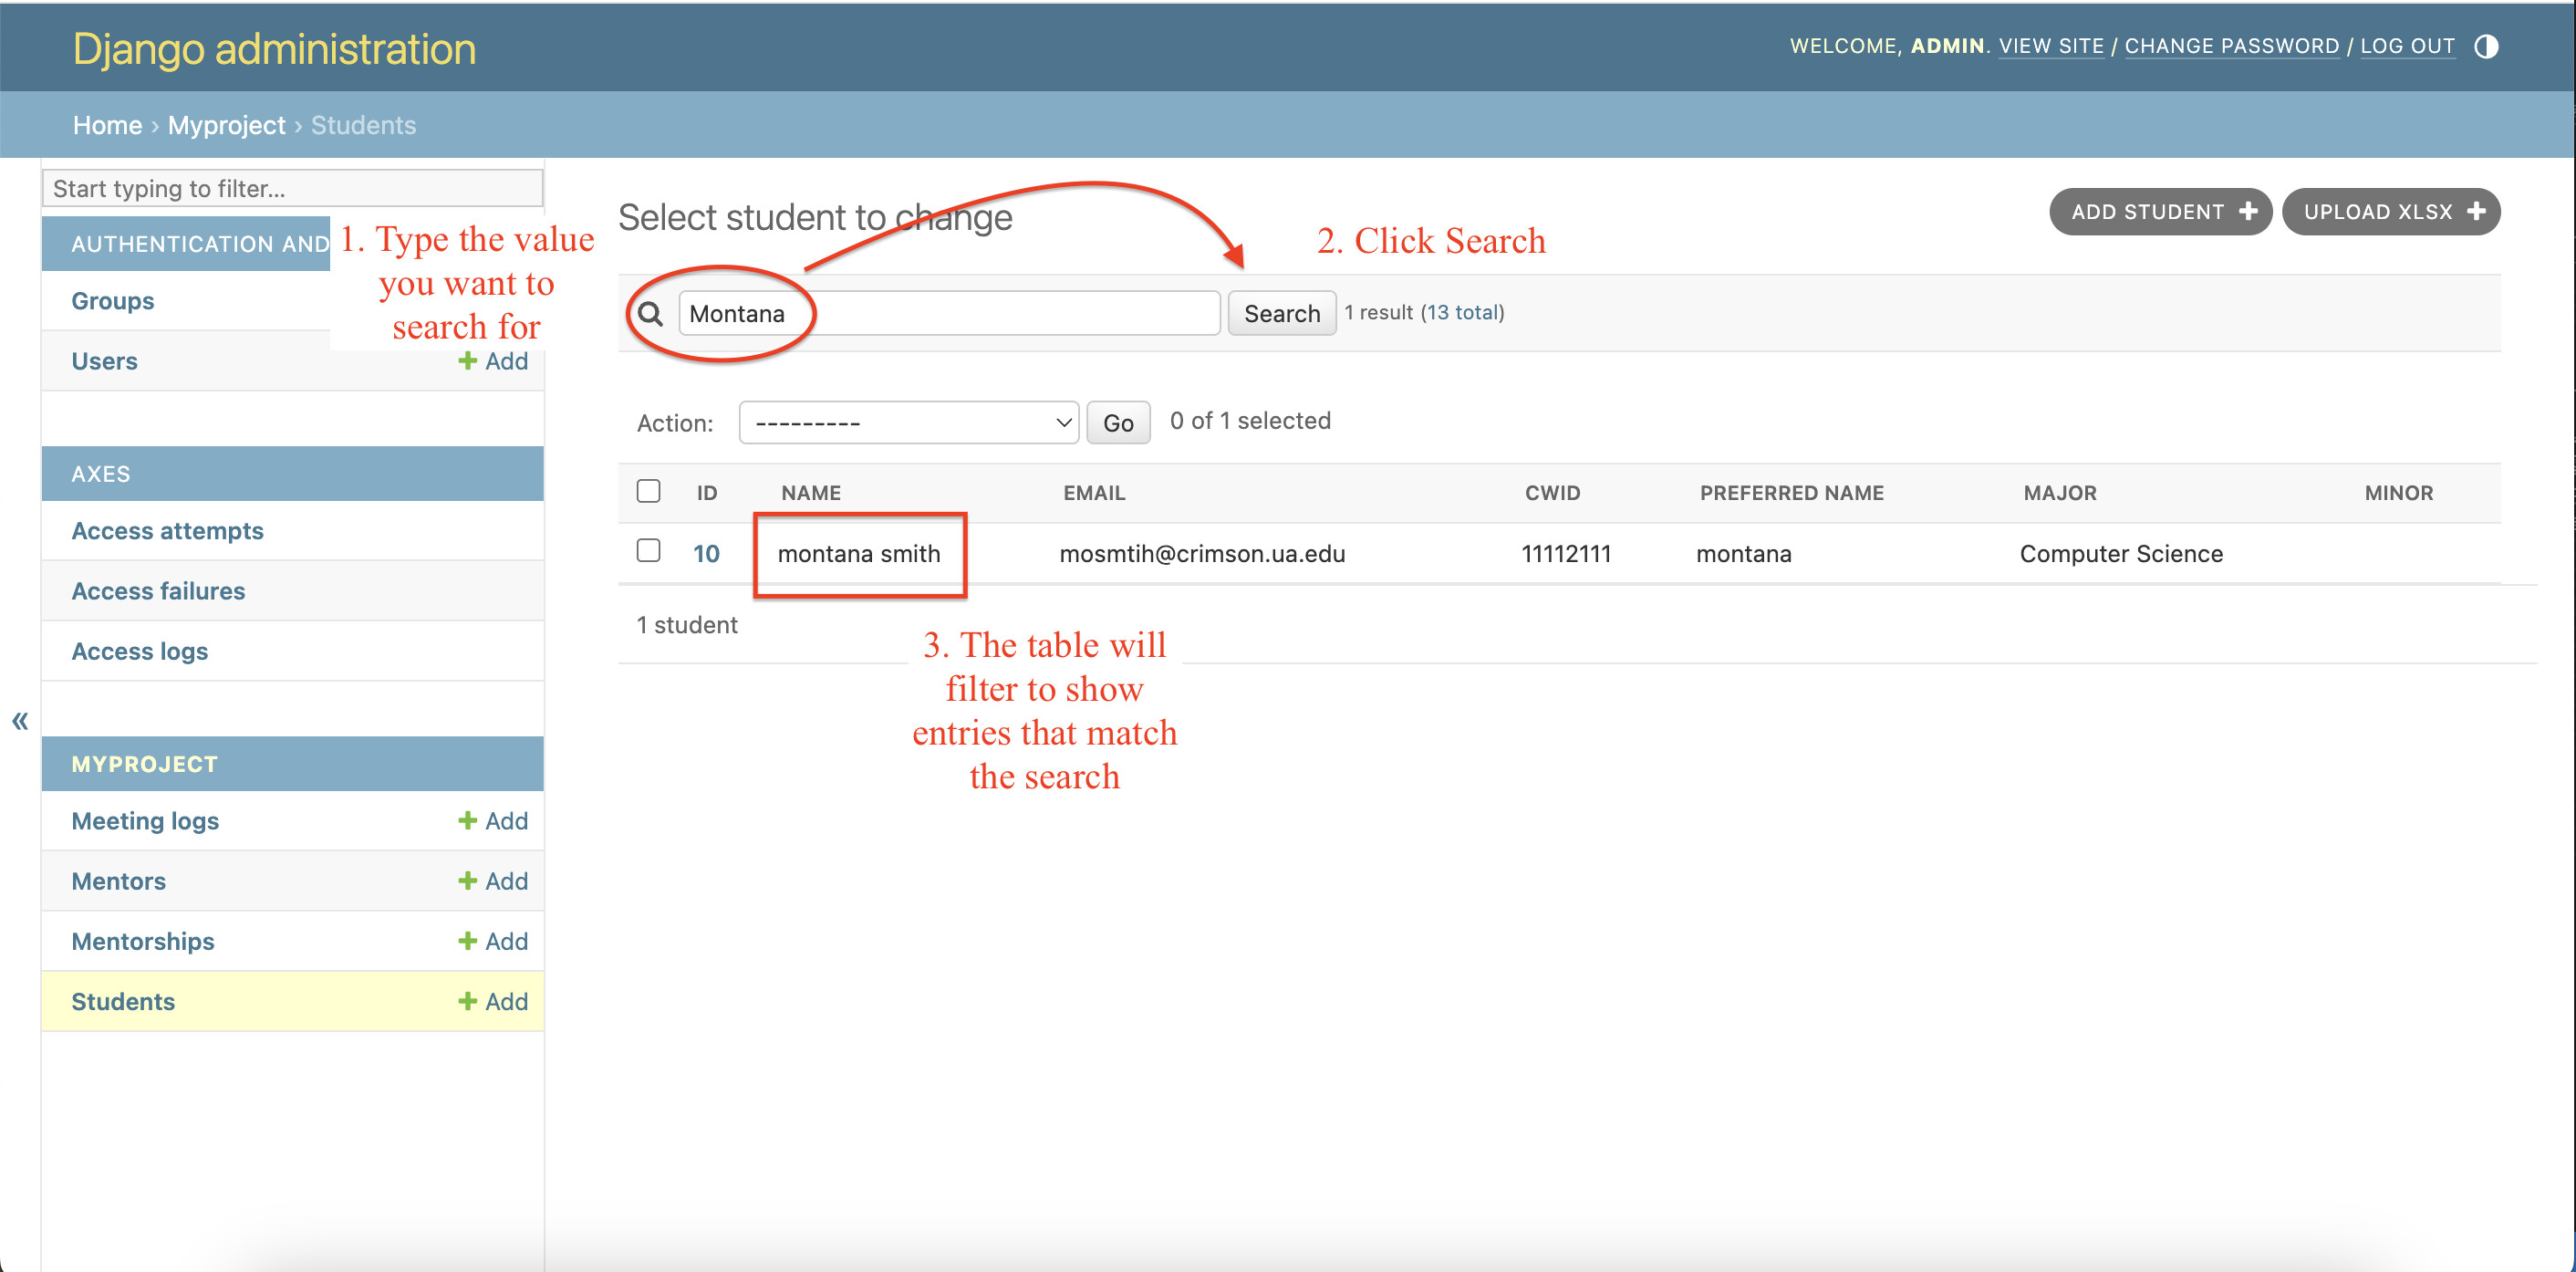 Django administration
WELCOME, ADMIN. VIEW SITE / CHANGE PASSWORD / LOG OUT
Home › Myproject › Students
Start typing to filter...
AUTHENTICATION AND
Groups
Users
+ Add
AXES
Access attempts
Access failures
Access logs
«
MYPROJECT
Meeting logs + Add
Mentors + Add
Mentorships + Add
Students + Add
1. Type the value
you want to
search for
Select student to change
ADD STUDENT +
UPLOAD XLSX +
2. Click Search
Montana
Search
1 result (13 total)
Action: --------- Go 0 of 1 selected
ID NAME EMAIL CWID PREFERRED NAME MAJOR MINOR
10 montana smith mosmtih@crimson.ua.edu 11112111 montana Computer Science
1 student
3. The table will
filter to show
entries that match
the search